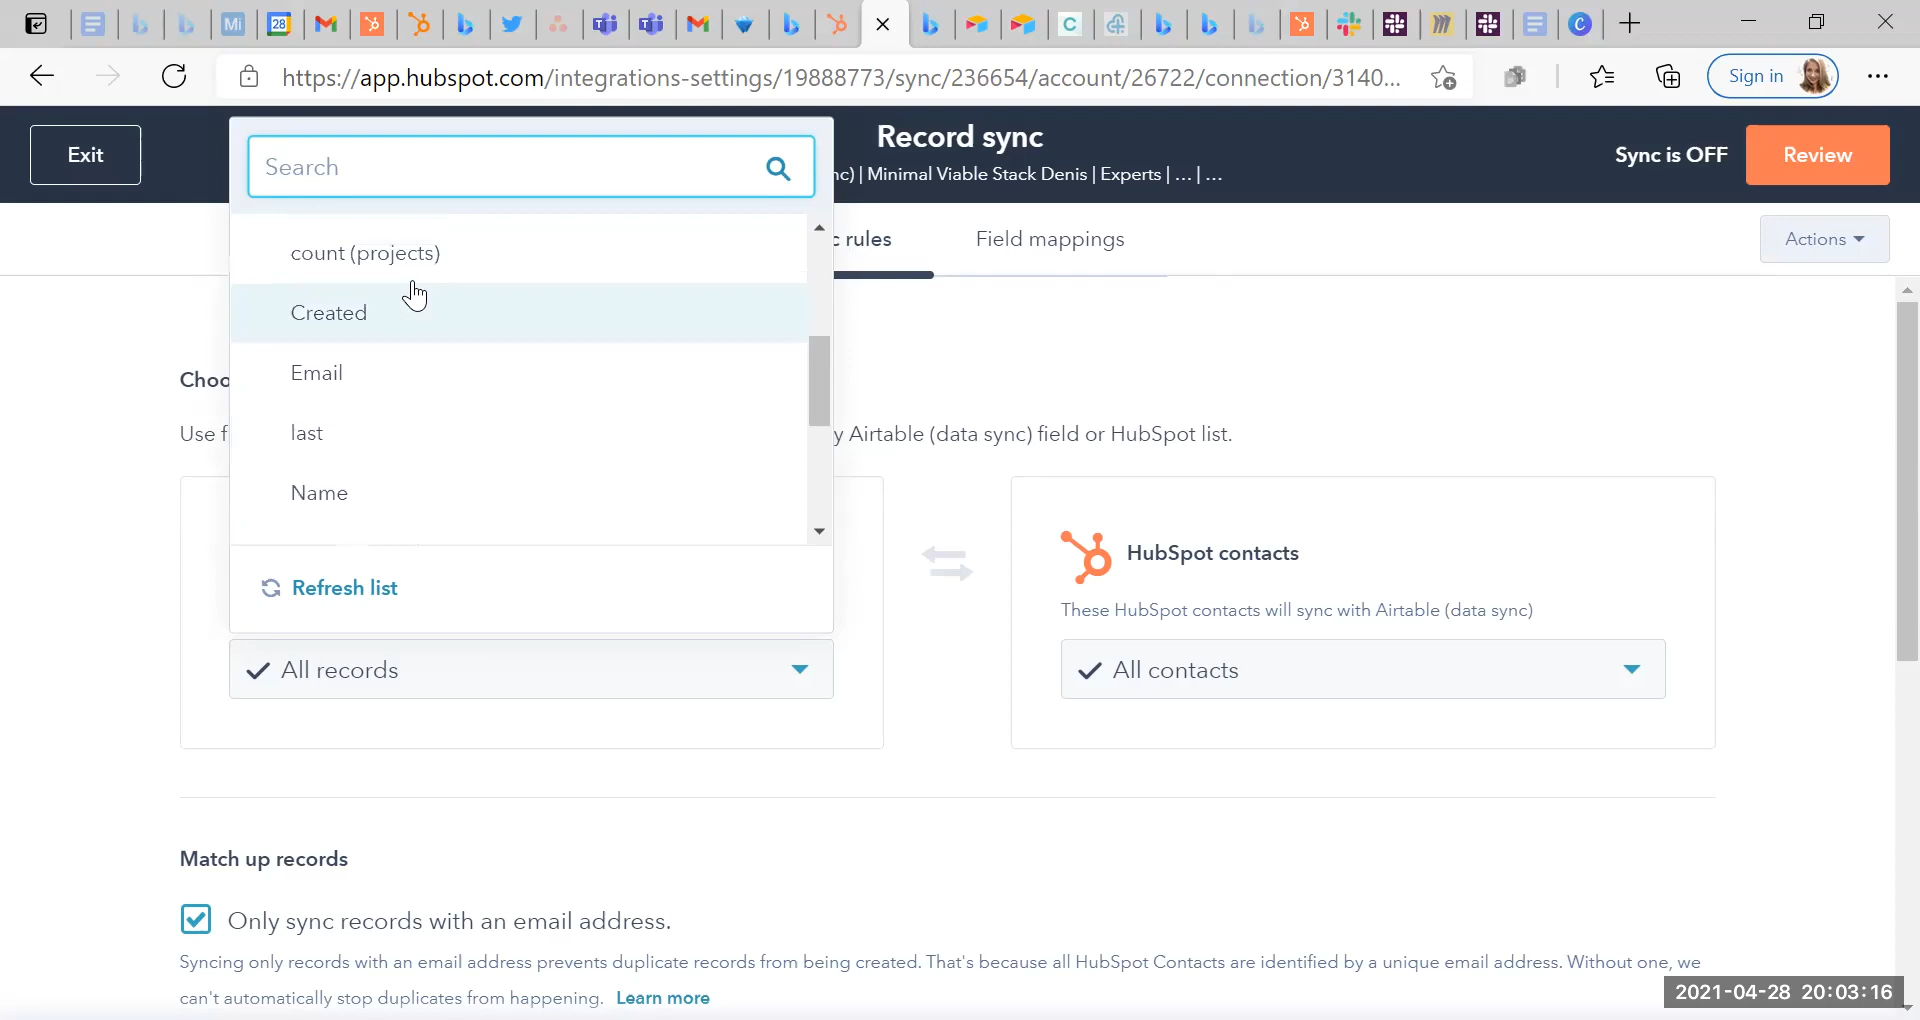 Mi
28
C
C
https://app.hubspot.com/integrations-settings/19888773/sync/236654/account/26722/connection/3140...
Sign in
Exit
Search
Record sync
nc) | Minimal Viable Stack Denis | Experts | ... | ...
Sync is OFF
Review
c rules
Field mappings
Actions
count (projects)
Created
Email
last
Name
Refresh list
Choo
Use f
y Airtable (data sync) field or HubSpot list.
HubSpot contacts
These HubSpot contacts will sync with Airtable (data sync)
All records
All contacts
Match up records
Only sync records with an email address.
Syncing only records with an email address prevents duplicate records from being created. That's because all HubSpot Contacts are identified by a unique email address. Without one, we
can't automatically stop duplicates from happening. Learn more
2021-04-28 20:03:16